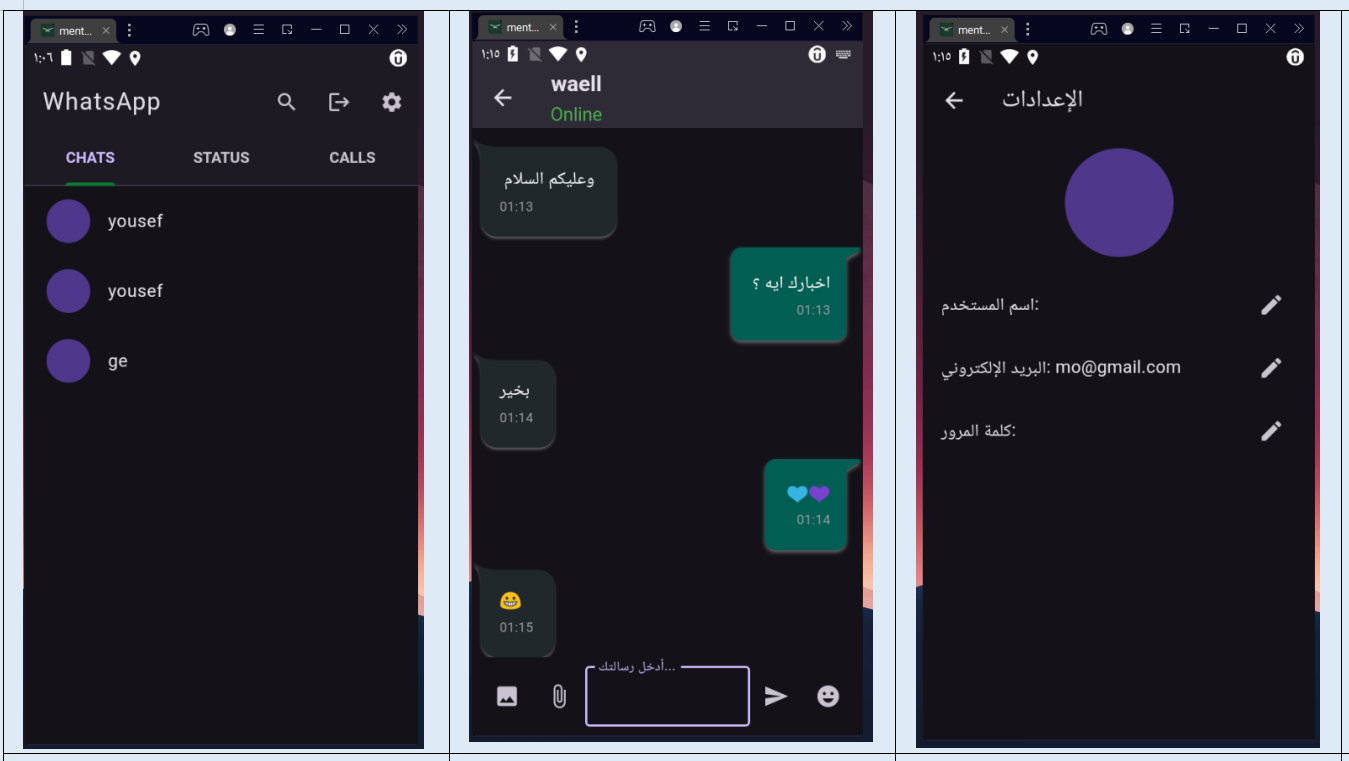 ment...
١:٠٦
WhatsApp
CHATS STATUS CALLS
yousef
yousef
ge
ment...
١:١٥
waell
Online
وعليكم السلام
01:13
اخبارك ايه ؟
01:13
بخير
01:14
💙💜
01:14
😀
01:15
أدخل رسالتك...
ment...
١:١٥
الإعدادات
اسم المستخدم:
البريد الإلكتروني: mo@gmail.com
كلمة المرور: